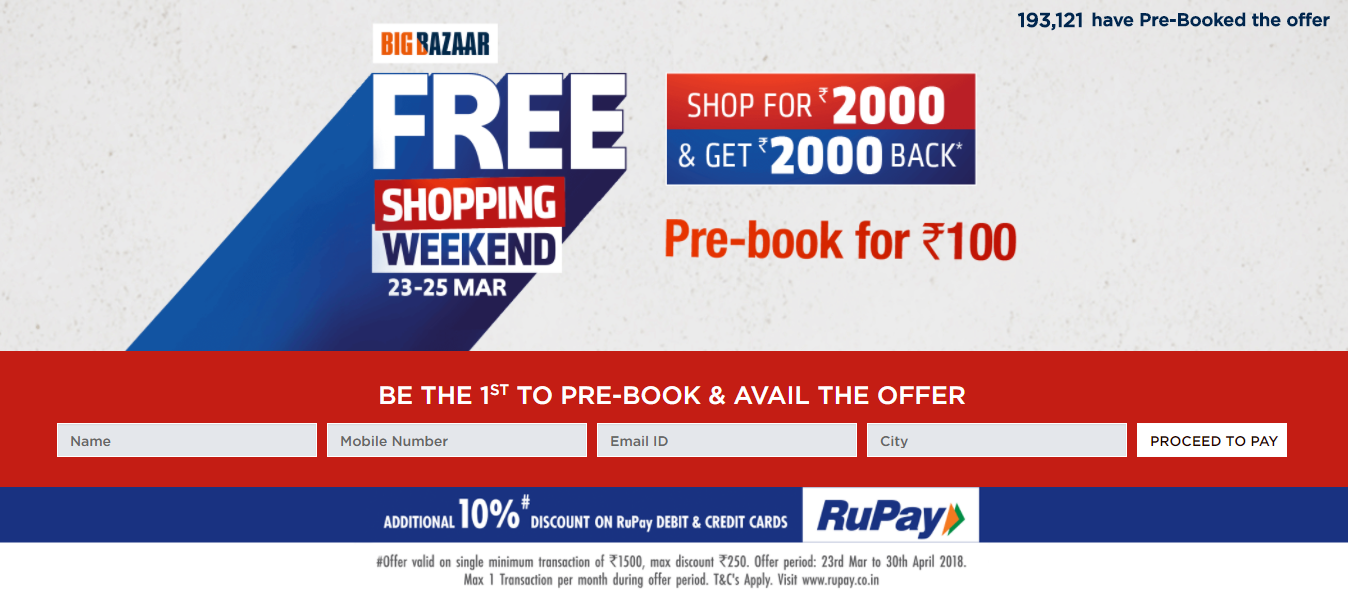 193,121 have Pre-Booked the offer
BIG BAZAAR
FREE
SHOPPING
WEEKEND
23-25 MAR
SHOP FOR ₹2000
& GET ₹2000 BACK*
Pre-book for ₹100
BE THE 1ST TO PRE-BOOK & AVAIL THE OFFER
Name Mobile Number Email ID City PROCEED TO PAY
ADDITIONAL 10%# DISCOUNT ON RuPay DEBIT & CREDIT CARDS RuPay
#Offer valid on single minimum transaction of ₹1500, max discount ₹250. Offer period: 23rd Mar to 30th April 2018.
Max 1 Transaction per month during offer period. T&C's Apply. Visit www.rupay.co.in